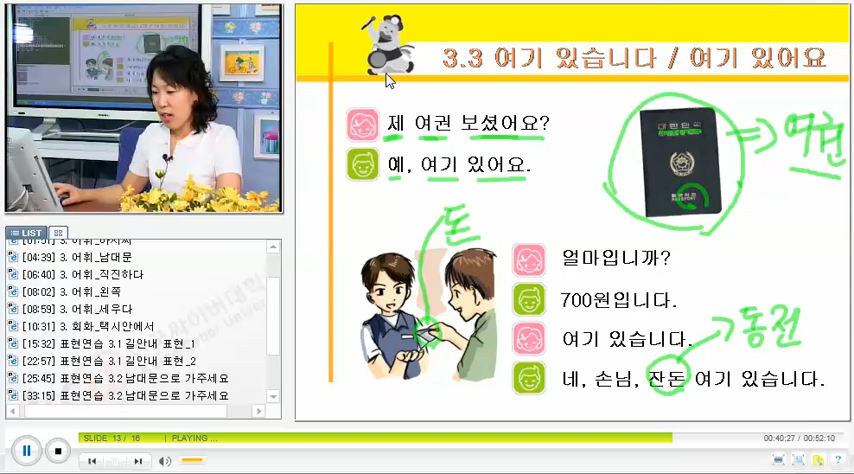 3.3 여기 있습니다 / 여기 있어요
제 여권 보셨어요?
예, 여기 있어요.
대한민국
PASSPORT
여권
돈
얼마입니까?
700원입니다.
여기 있습니다.
동전
네, 손님, 잔돈 여기 있습니다.
LIST
[04:39] 3. 어휘_남대문
[06:40] 3. 어휘_직진하다
[08:02] 3. 어휘_왼쪽
[08:59] 3. 어휘_세우다
[10:31] 3. 회화_택시안에서
[15:32] 표현연습 3.1 길안내 표현_1
[22:57] 표현연습 3.1 길안내 표현_2
[25:45] 표현연습 3.2 남대문으로 가주세요
[33:15] 표현연습 3.2 남대문으로 가주세요
SLIDE 13 / 16 | PLAYING ...
00:40:27 / 00:52:10